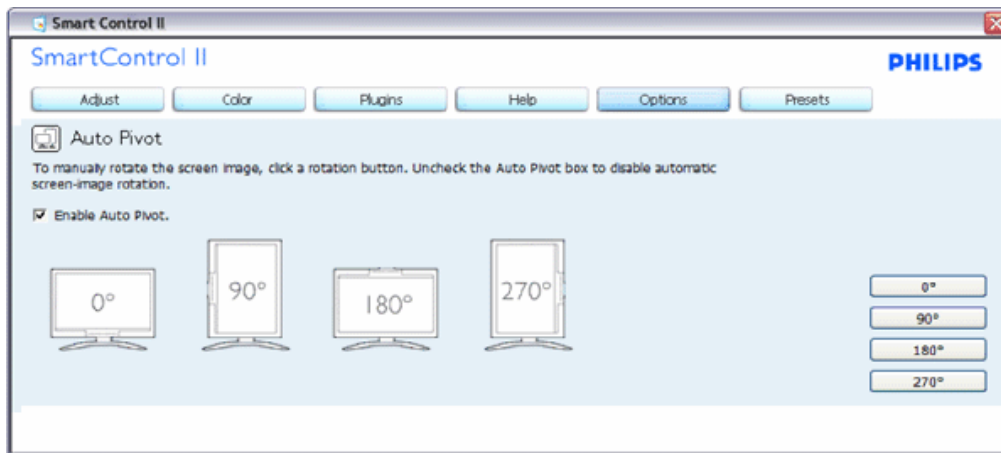 Smart Control II
SmartControl II
PHILIPS
Adjust Color Plugins Help Options Presets
Auto Pivot
To manually rotate the screen image, click a rotation button. Uncheck the Auto Pivot box to disable automatic
screen-image rotation.
Enable Auto Pivot.
0° 90° 180° 270°
0°
90°
180°
270°